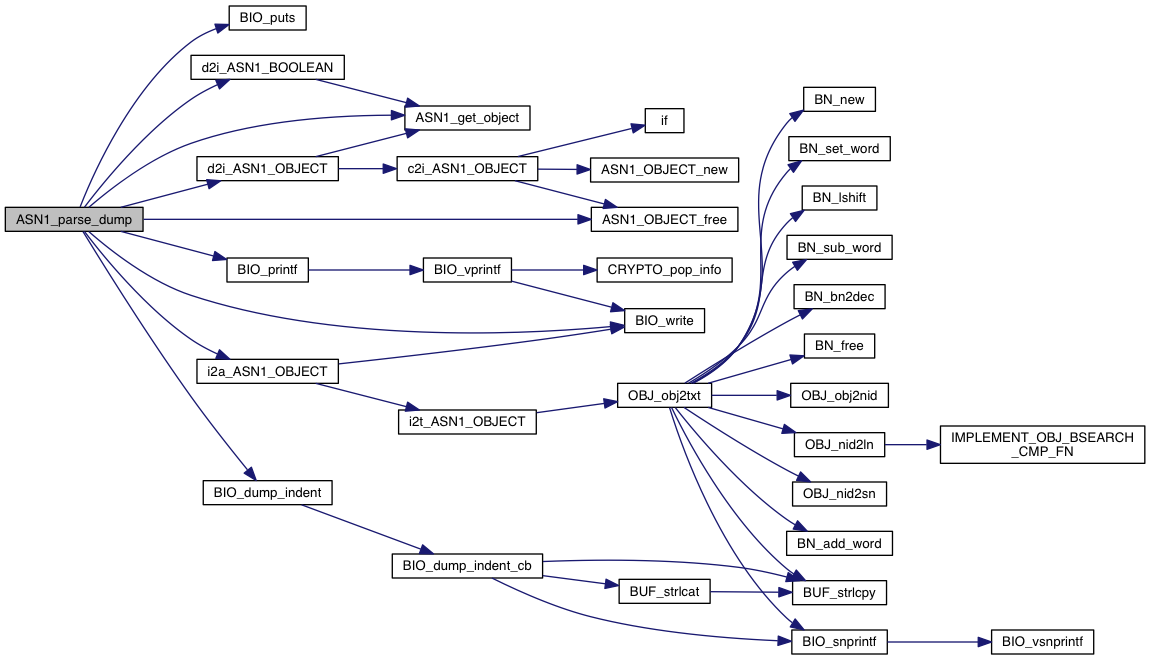 BIO_puts
d2i_ASN1_BOOLEAN
BN_new
ASN1_get_object
if
BN_set_word
d2i_ASN1_OBJECT
c2i_ASN1_OBJECT
ASN1_OBJECT_new
BN_lshift
ASN1_parse_dump
ASN1_OBJECT_free
BN_sub_word
BIO_printf
BIO_vprintf
CRYPTO_pop_info
BN_bn2dec
BIO_write
BN_free
i2a_ASN1_OBJECT
OBJ_obj2txt
OBJ_obj2nid
i2t_ASN1_OBJECT
OBJ_nid2ln
IMPLEMENT_OBJ_BSEARCH
_CMP_FN
BIO_dump_indent
OBJ_nid2sn
BN_add_word
BIO_dump_indent_cb
BUF_strlcat
BUF_strlcpy
BIO_snprintf
BIO_vsnprintf